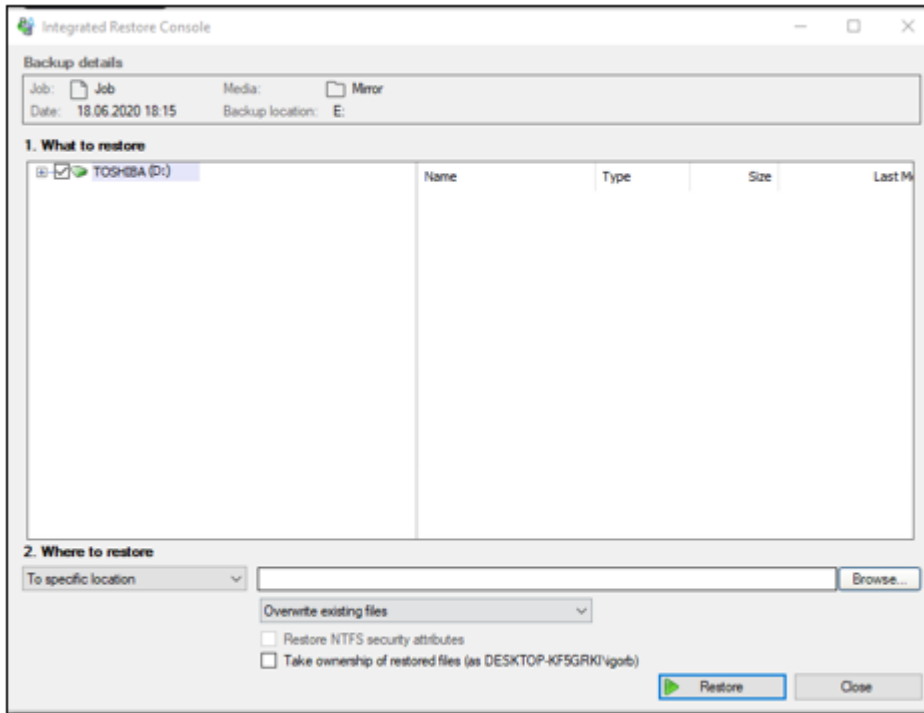 Integrated Restore Console
Backup details
Job: Job Media: Mirror
Date: 18.06.2020 18:15 Backup location: E:
1. What to restore
TOSHIBA (D:) Name Type Size Last M
2. Where to restore
To specific location Browse...
Overwrite existing files
Restore NTFS security attributes
Take ownership of restored files (as DESKTOP-KF5GRKI\igorb)
Restore Close